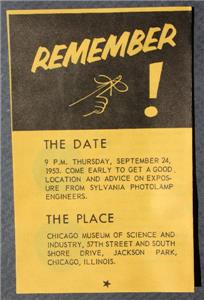 REMEMBER
!
THE DATE
9 P.M. THURSDAY, SEPTEMBER 24,
1953. COME EARLY TO GET A GOOD
LOCATION AND ADVICE ON EXPOS-
URE FROM SYLVANIA PHOTOLAMP
ENGINEERS.
THE PLACE
CHICAGO MUSEUM OF SCIENCE AND
INDUSTRY, 57TH STREET AND SOUTH
SHORE DRIVE, JACKSON PARK,
CHICAGO, ILLINOIS.